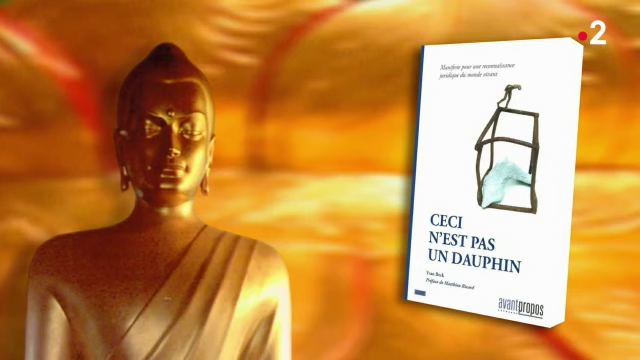 2
Manifeste pour une reconnaissance
juridique du monde vivant
CECI
N'EST PAS
UN DAUPHIN
Yvan Beck
Préface de Matthieu Ricard
avantpropos